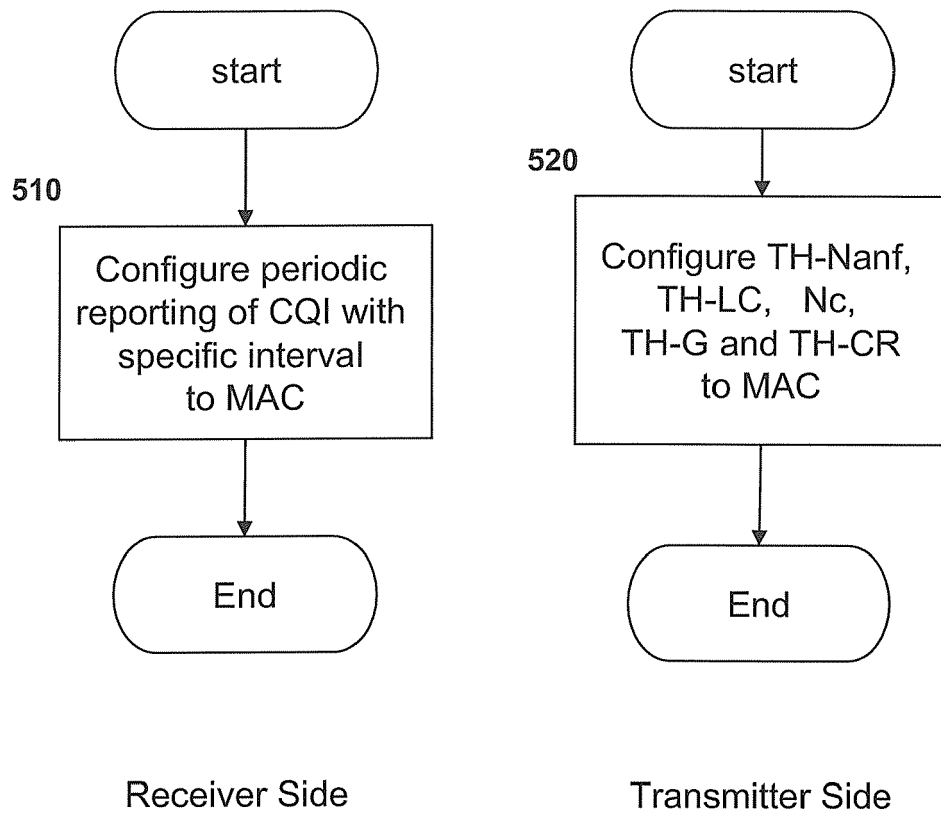 start
510
Configure periodic
reporting of CQI with
specific interval
to MAC
End
Receiver Side
start
520
Configure TH-Nanf,
TH-LC, Nc,
TH-G and TH-CR
to MAC
End
Transmitter Side